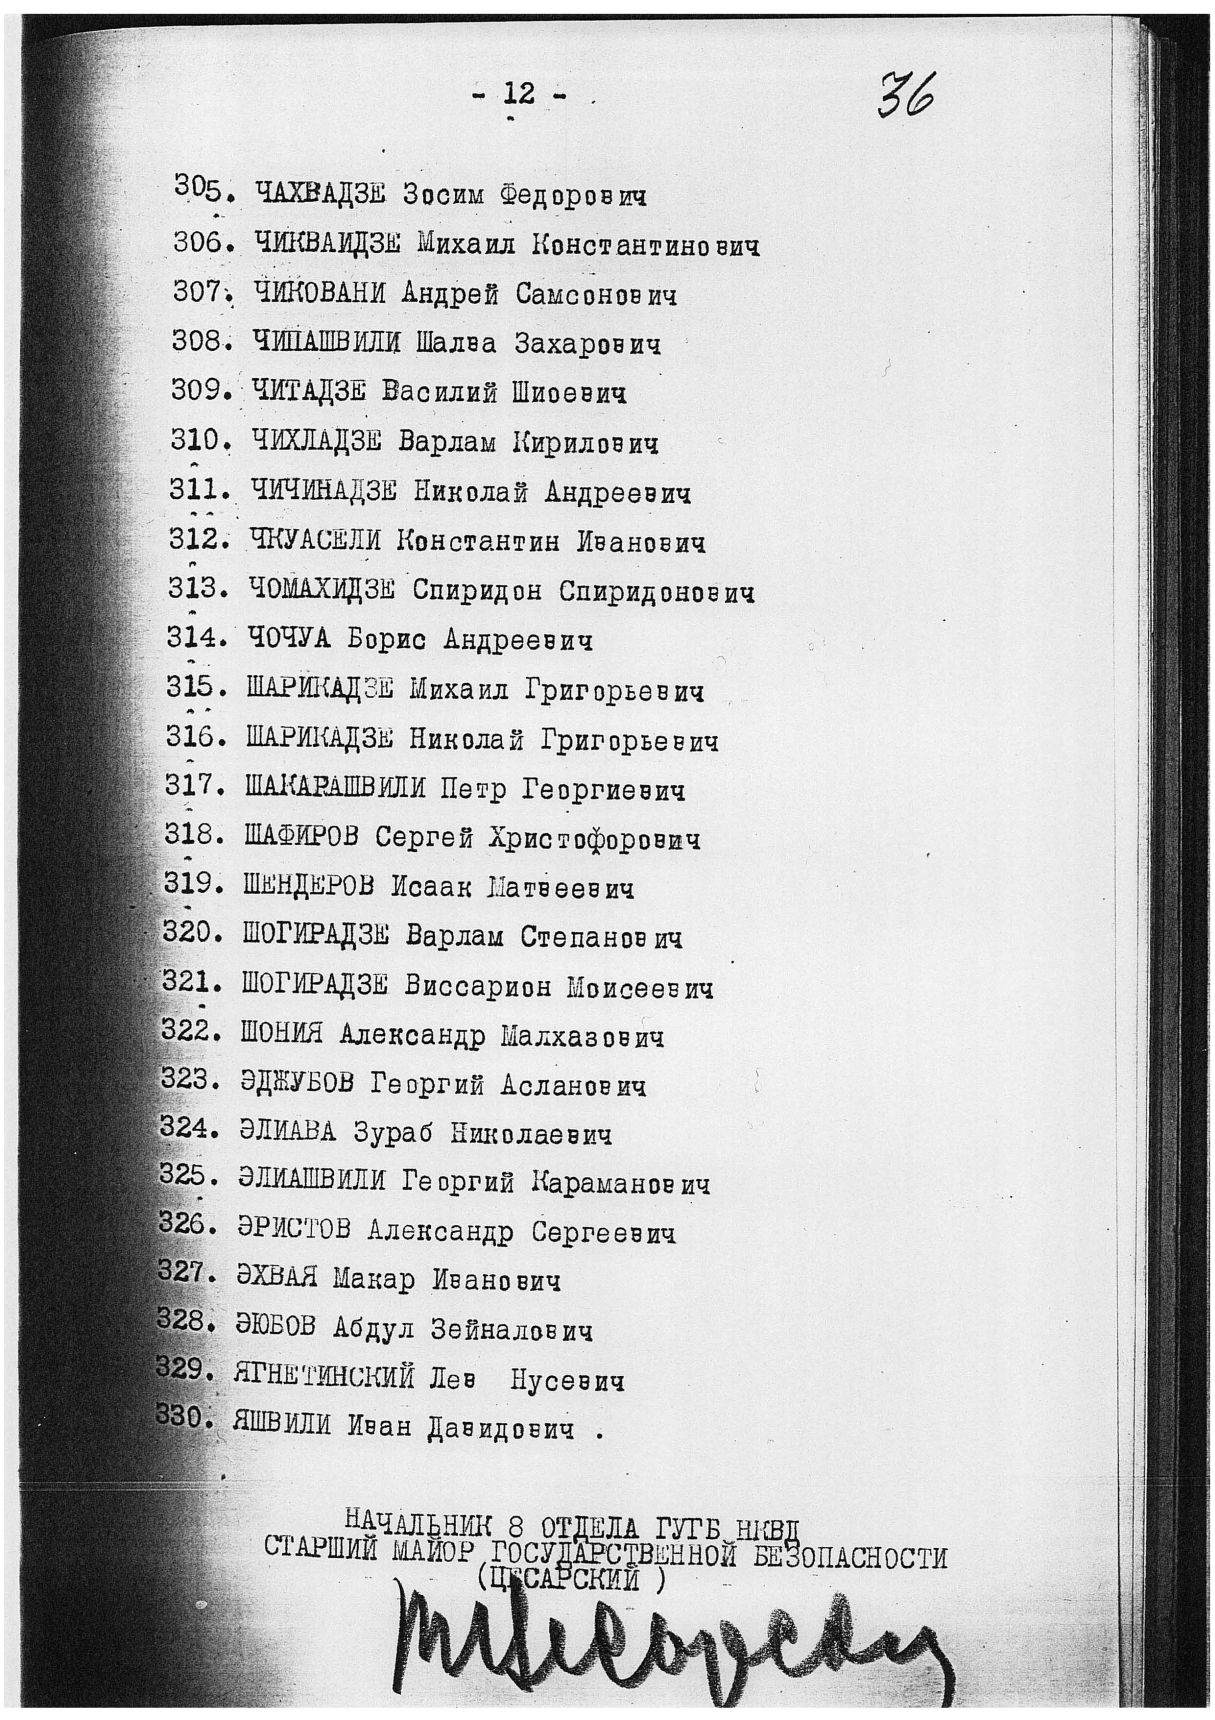 - 12 -
36
305. ЧАХВАДЗЕ Зосим Федорович
306. ЧИКВАИДЗЕ Михаил Константинович
307. ЧИКОВАНИ Андрей Самсонович
308. ЧИПАШВИЛИ Шалва Захарович
309. ЧИТАДЗЕ Василий Шиоевич
310. ЧИХЛАДЗЕ Варлам Кирилович
311. ЧИЧИНАДЗЕ Николай Андреевич
312. ЧКУАСЕЛИ Константин Иванович
313. ЧОМАХИДЗЕ Спиридон Спиридонович
314. ЧОЧУА Борис Андреевич
315. ШАРИКАДЗЕ Михаил Григорьевич
316. ШАРИКАДЗЕ Николай Григорьевич
317. ШАКАРАШВИЛИ Петр Георгиевич
318. ШАФИРОВ Сергей Христофорович
319. ШЕНДЕРОВ Исаак Матвеевич
320. ШОГИРАДЗЕ Варлам Степанович
321. ШОГИРАДЗЕ Виссарион Моисеевич
322. ШОНИЯ Александр Малхазович
323. ЭДЖУБОВ Георгий Асланович
324. ЭЛИАВА Зураб Николаевич
325. ЭЛИАШВИЛИ Георгий Караманович
326. ЭРИСТОВ Александр Сергеевич
327. ЭХВАЯ Макар Иванович
328. ЭЮБОВ Абдул Зейналович
329. ЯГНЕТИНСКИЙ Лев Нусевич
330. ЯШВИЛИ Иван Давидович .
НАЧАЛЬНИК 8 ОТДЕЛА ГУГБ НКВД
СТАРШИЙ МАЙОР ГОСУДАРСТВЕННОЙ БЕЗОПАСНОСТИ
(ЦЕСАРСКИЙ )